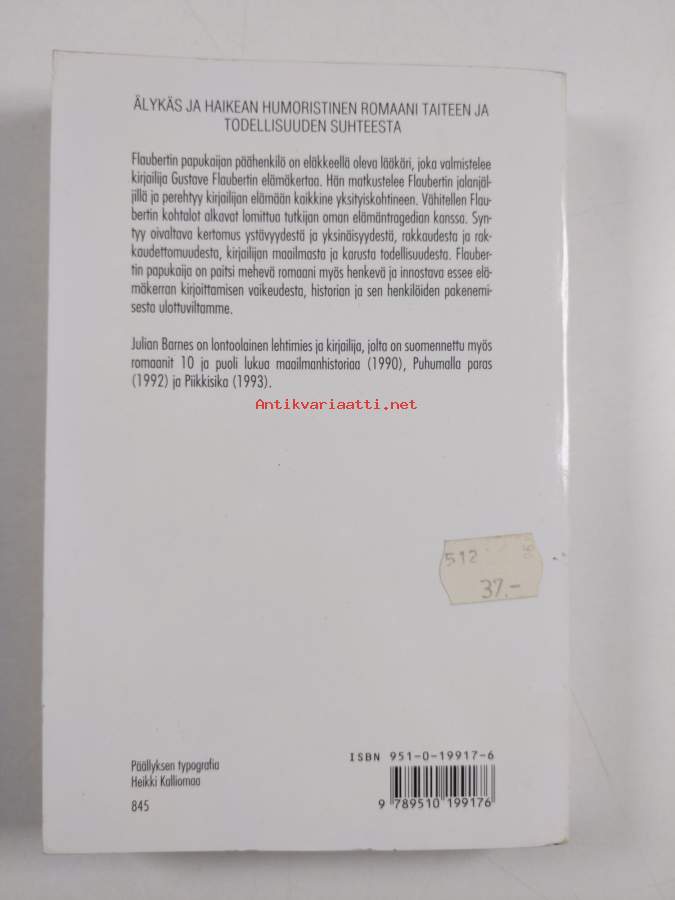 ÄLYKÄS JA HAIKEAN HUMORISTINEN ROMAANI TAITEEN JA
TODELLISUUDEN SUHTEESTA
Flaubertin papukaijan päähenkilö on eläkkeellä oleva lääkäri, joka valmistelee
kirjailija Gustave Flaubertin elämäkertaa. Hän matkustelee Flaubertin jalanjäl-
jillä ja perehtyy kirjailijan elämään kaikkine yksityiskohtineen. Vähitellen Flau-
bertin kohtalot alkavat lomittua tutkijan oman elämäntragedian kanssa. Syn-
tyy oivaltava kertomus ystävyydestä ja yksinäisyydestä, rakkaudesta ja rak-
kaudettomuudesta, kirjailijan maailmasta ja karusta todellisuudesta. Flauber-
tin papukaija on paitsi mehevä romaani myös henkevä ja innostava essee elä-
mäkerran kirjoittamisen vaikeudesta, historian ja sen henkilöiden pakenemi-
sesta ulottuviltamme.
Julian Barnes on lontoolainen lehtimies ja kirjailija, jolta on suomennettu myös
romaanit 10 ja puoli lukua maailmanhistoriaa (1990), Puhumalla paras
(1992) ja Piikkisika (1993).
Antikvariaatti.net
512
37.-
ISBN 951-0-19917-6
Päällyksen typografia
Heikki Kalliomaa
845
9 789510 199176